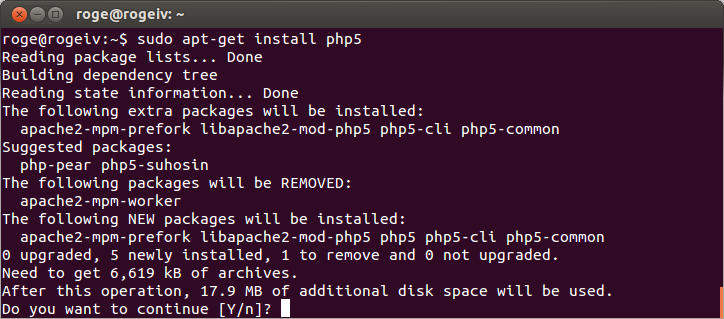 roge@rogeiv: ~
roge@rogeiv:~$ sudo apt-get install php5
Reading package lists... Done
Building dependency tree
Reading state information... Done
The following extra packages will be installed:
  apache2-mpm-prefork libapache2-mod-php5 php5-cli php5-common
Suggested packages:
  php-pear php5-suhosin
The following packages will be REMOVED:
  apache2-mpm-worker
The following NEW packages will be installed:
  apache2-mpm-prefork libapache2-mod-php5 php5 php5-cli php5-common
0 upgraded, 5 newly installed, 1 to remove and 0 not upgraded.
Need to get 6,619 kB of archives.
After this operation, 17.9 MB of additional disk space will be used.
Do you want to continue [Y/n]?